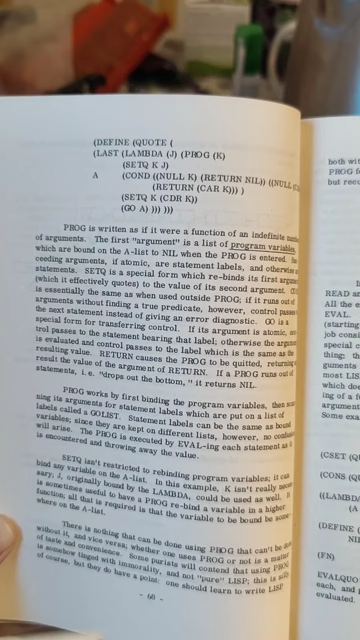 (DEFINE (QUOTE (
(LAST (LAMBDA (J) (PROG (K)
(SETQ K J)
A (COND ((NULL K) (RETURN NIL)) ((NULL (C
(RETURN (CAR K))) )
(SETQ K (CDR K))
(GO A) ))) )))
PROG is written as if it were a function of an indefinite number
of arguments. The first "argument" is a list of program variables,
which are bound on the A-list to NIL when the PROG is entered.
ceeding arguments, if atomic, are statement labels, and otherwise
statements. SETQ is a special form which re-binds its first argument
(which it effectively quotes) to the value of its second argument.
is essentially the same as when used outside PROG; if it runs out of
arguments without finding a true predicate, however, control passes
the next statement instead of giving an error diagnostic. GO is a
special form for transferring control. If its argument is atomic,
trol passes to the statement bearing that label; otherwise the argument
is evaluated and control passes to the label which is the same as the
resulting value. RETURN causes the PROG to be quitted, returning
result the value of the argument of RETURN. If a PROG runs out of
statements, i.e. "drops out the bottom, " it returns NIL.
PROG works by first binding the program variables, then
ning its arguments for statement labels which are put on a list of
labels called a GOLIST. Statement labels can be the same as bound
variables; since they are kept on different lists, however, no confusion
will arise. The PROG is executed by EVAL-ing each statement as it
is encountered and throwing away the value.
SETQ isn't restricted to rebinding program variables; it can
bind any variable on the A-list. In this example, K isn't really
sary; J, originally bound by the LAMBDA, could be used as well. It
is sometimes useful to have a PROG re-bind a variable in a higher
function; all that is required is that the variable to be bound be
where on the A-list.
There is nothing that can be done using PROG that can't be done
without it, and vice versa; whether one uses PROG or not is a matter
of taste and convenience. Some purists will contend that using PROG
is somehow tinged with immorality, and not "pure" LISP; this is
of course, but they do have a point: one should learn to write LISP
- 60 -
both wit
PROG fo
but rec
READ an
All the e
EVAL.
(starting
job consi
special c
thing; th
guments
most LIS
which do
ing of a f
argument
Some exa
(CSET (QU
(CONS (QU
((LAMBDA
(DEFINE (
(FN)
EVALQUO
each, and
evaluated.